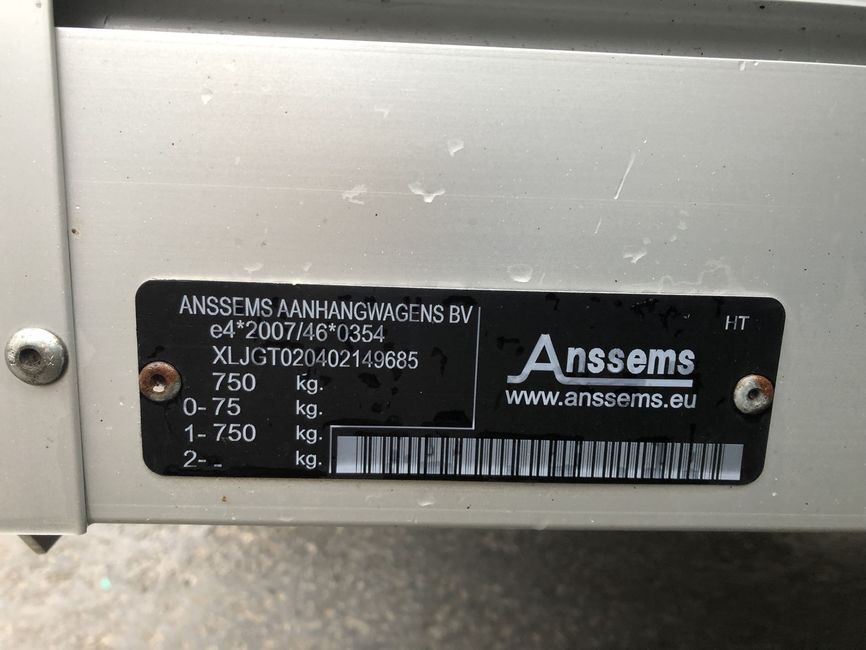 ANSSEMS AANHANGWAGENS BV
e4*2007/46*0354
XLJGT020402149685
750 kg.
0- 75 kg.
1- 750 kg.
2- - kg.
HT
Anssems
www.anssems.eu